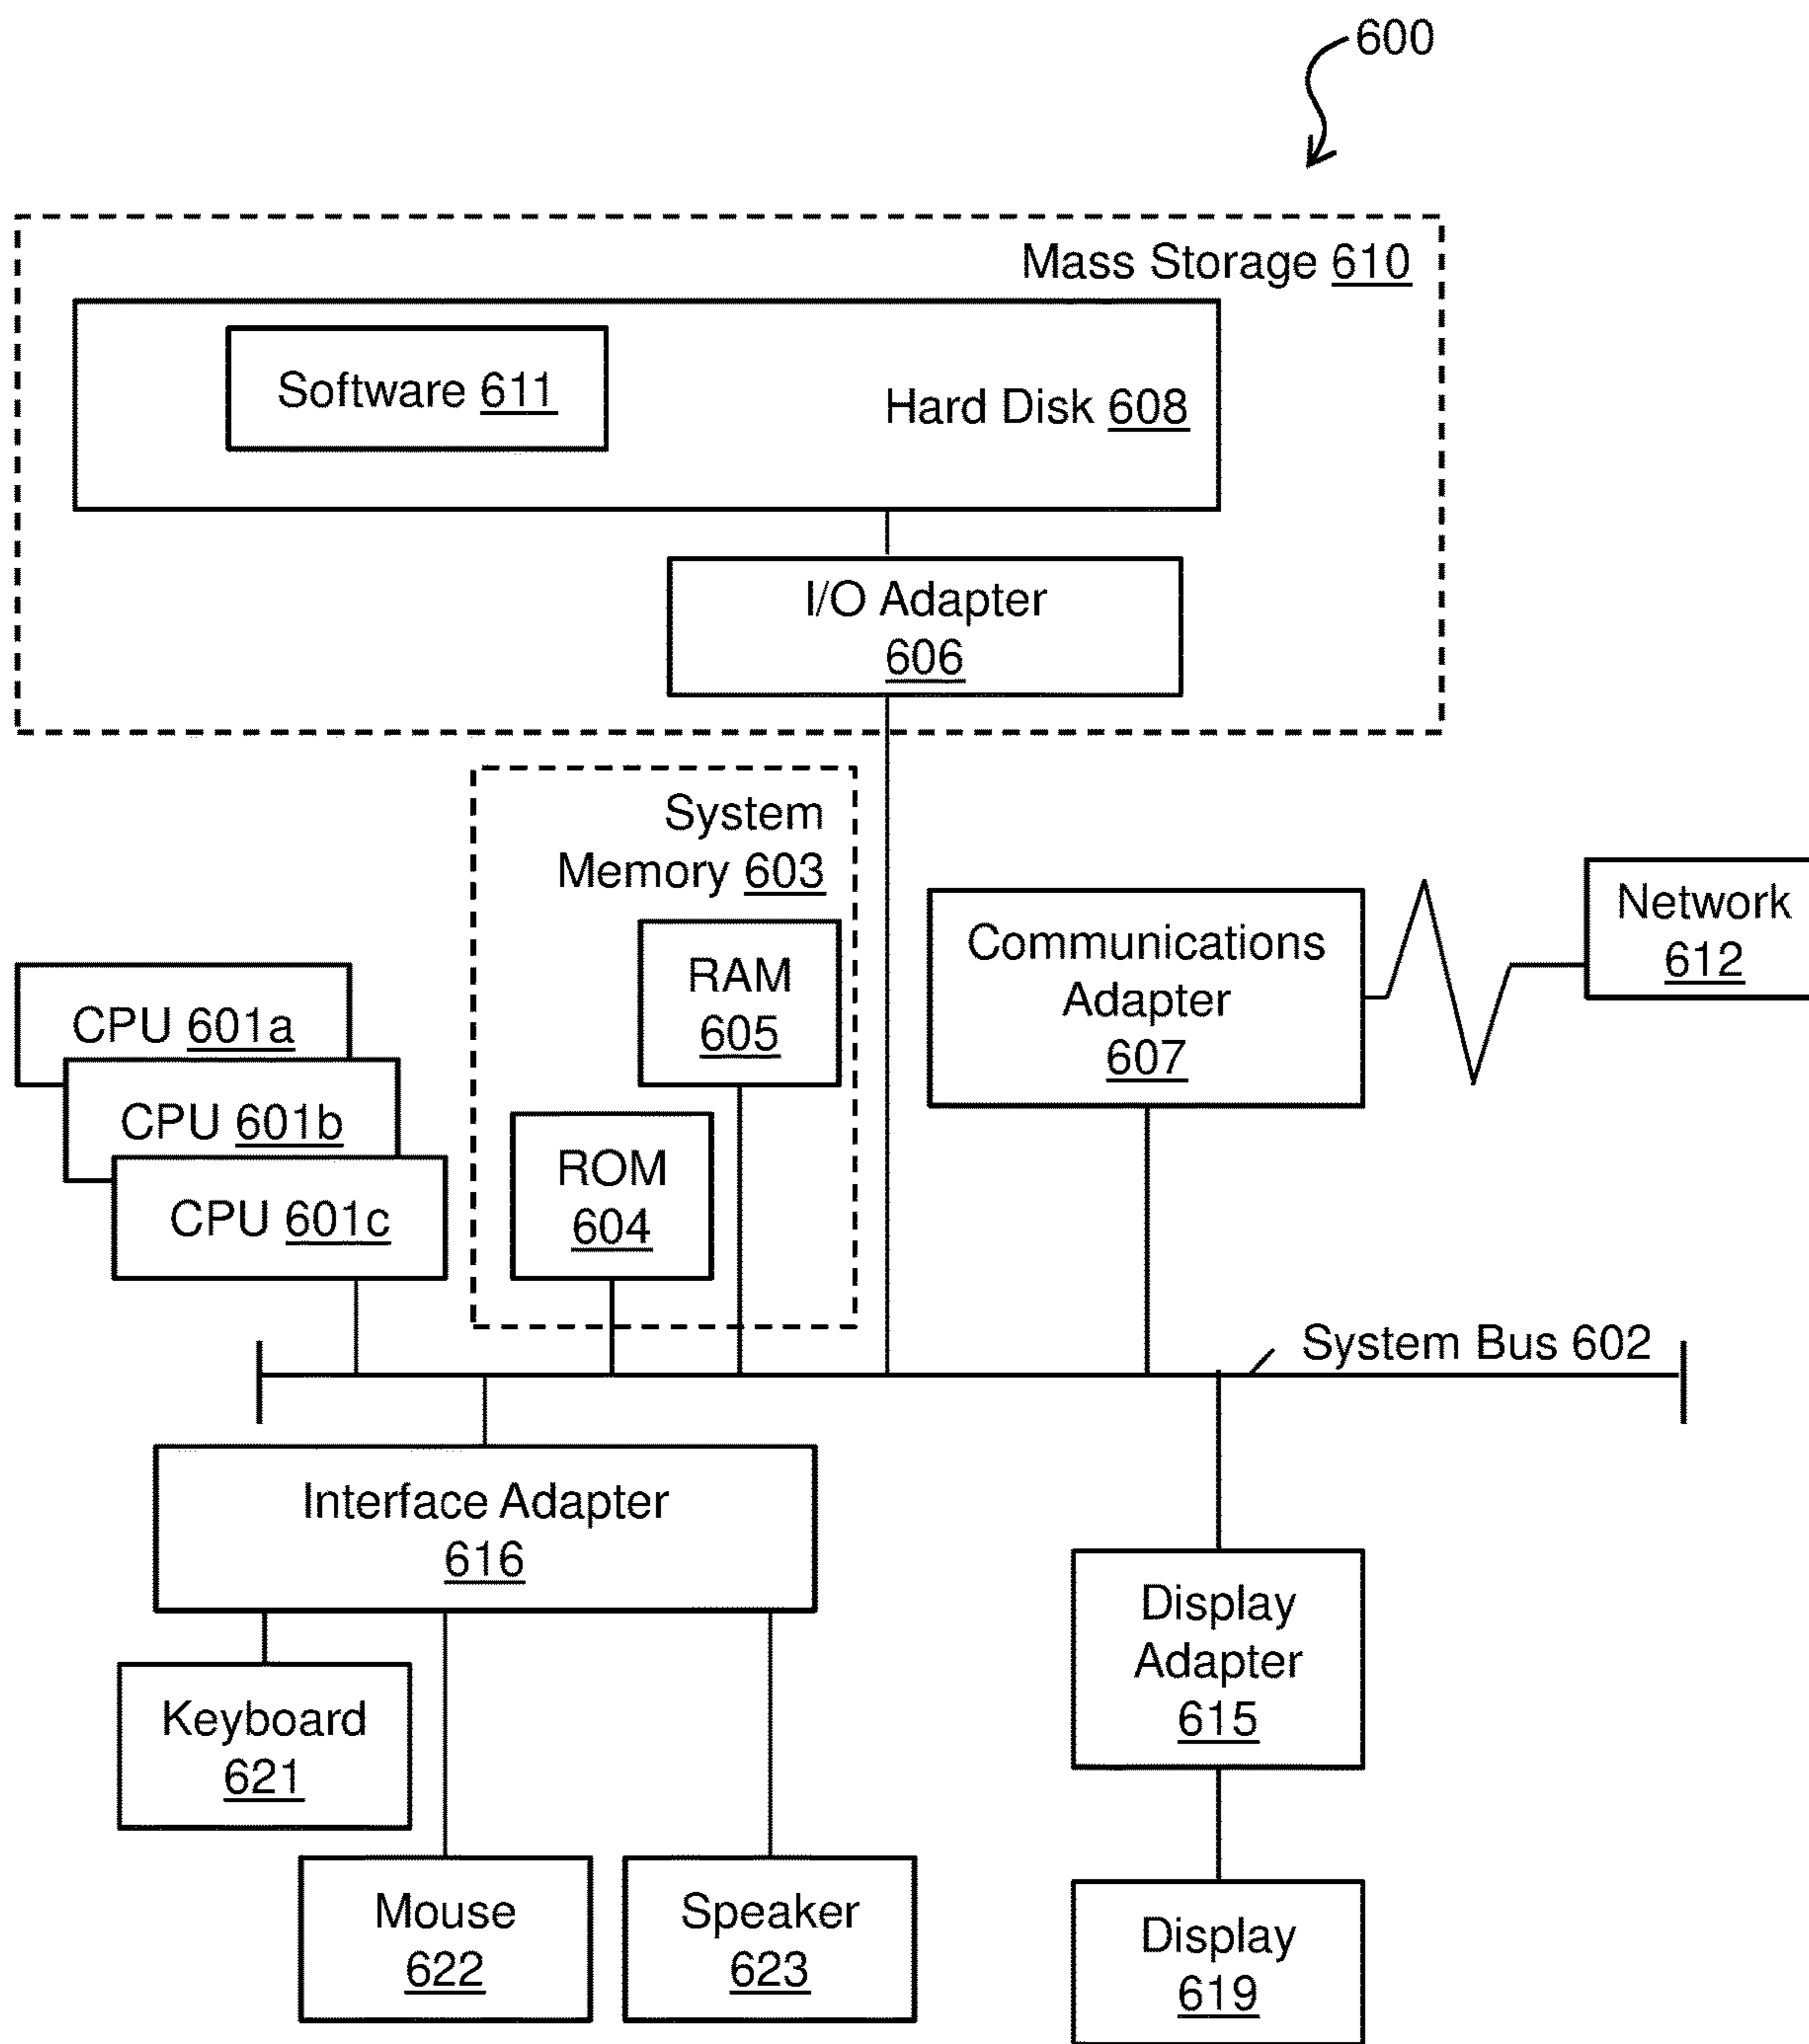 600
Mass Storage 610
Software 611
Hard Disk 608
I/O Adapter
606
System
Memory 603
RAM
605
ROM
604
CPU 601a
CPU 601b
CPU 601c
Communications
Adapter
607
Network
612
System Bus 602
Interface Adapter
616
Keyboard
621
Mouse
622
Speaker
623
Display
Adapter
615
Display
619